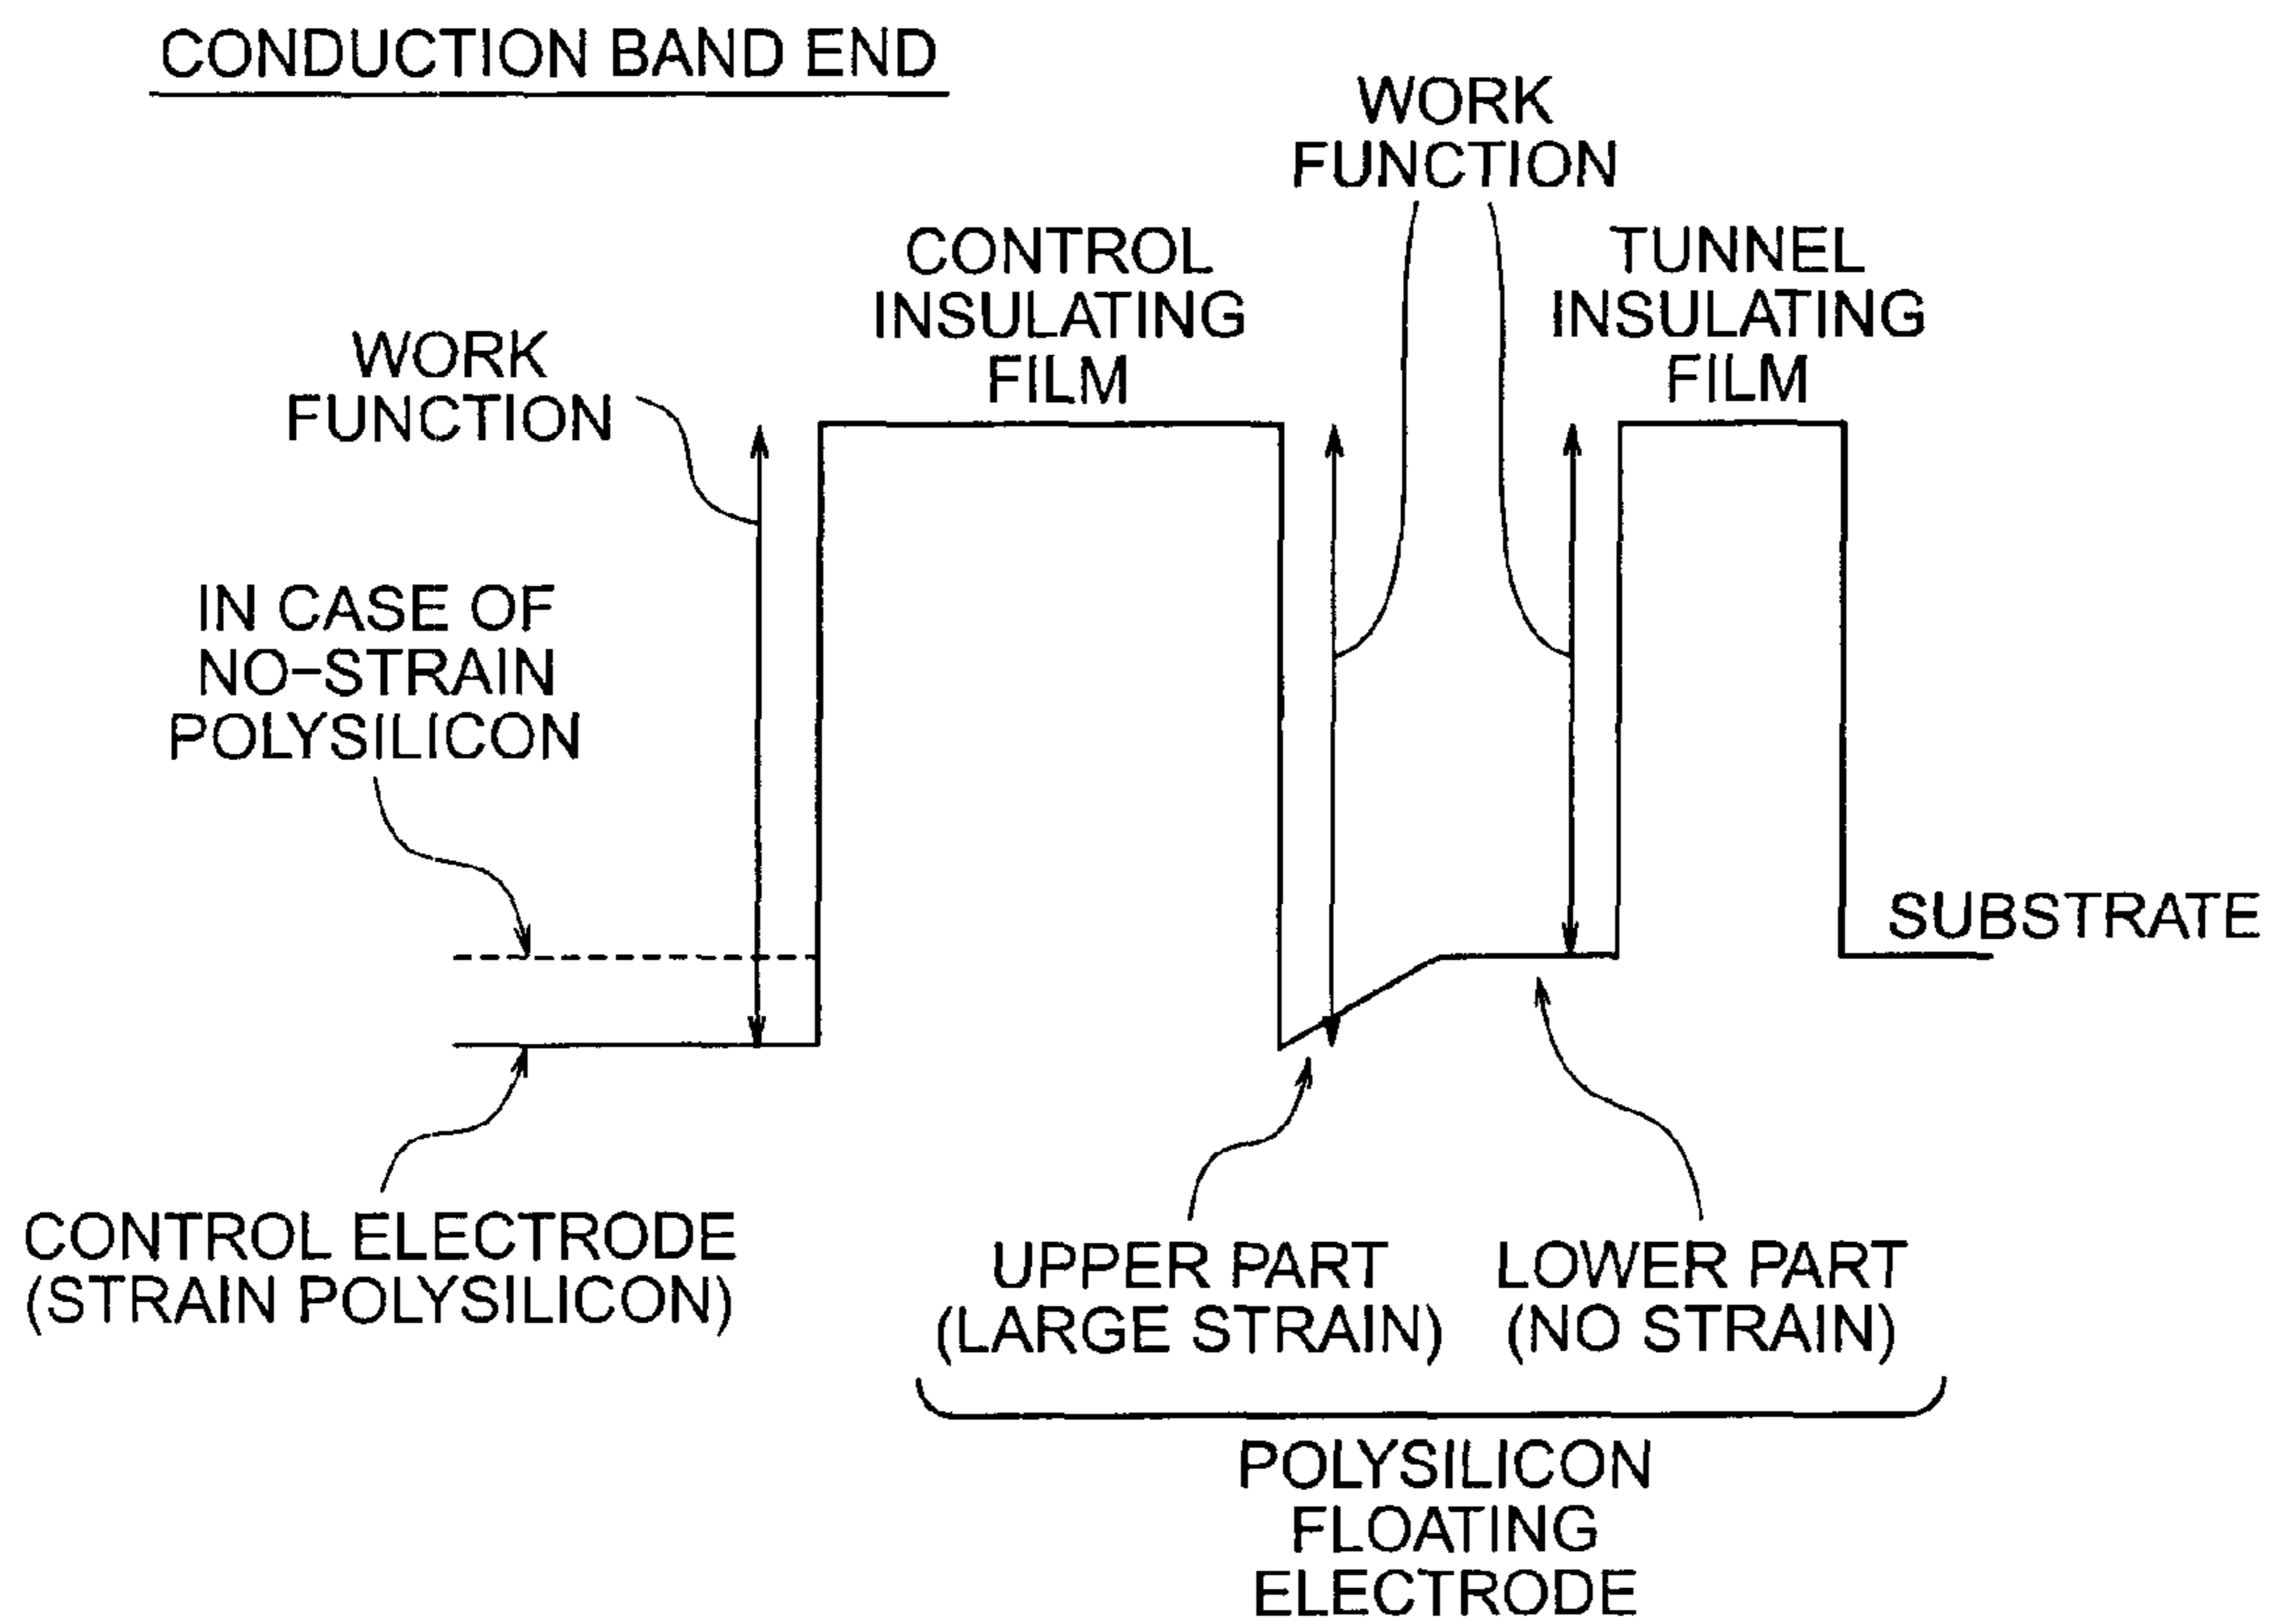 CONDUCTION BAND END
WORK
FUNCTION
CONTROL
INSULATING
FILM
TUNNEL
INSULATING
FILM
WORK
FUNCTION
IN CASE OF
NO-STRAIN
POLYSILICON
SUBSTRATE
CONTROL ELECTRODE
(STRAIN POLYSILICON)
UPPER PART
(LARGE STRAIN)
LOWER PART
(NO STRAIN)
POLYSILICON
FLOATING
ELECTRODE